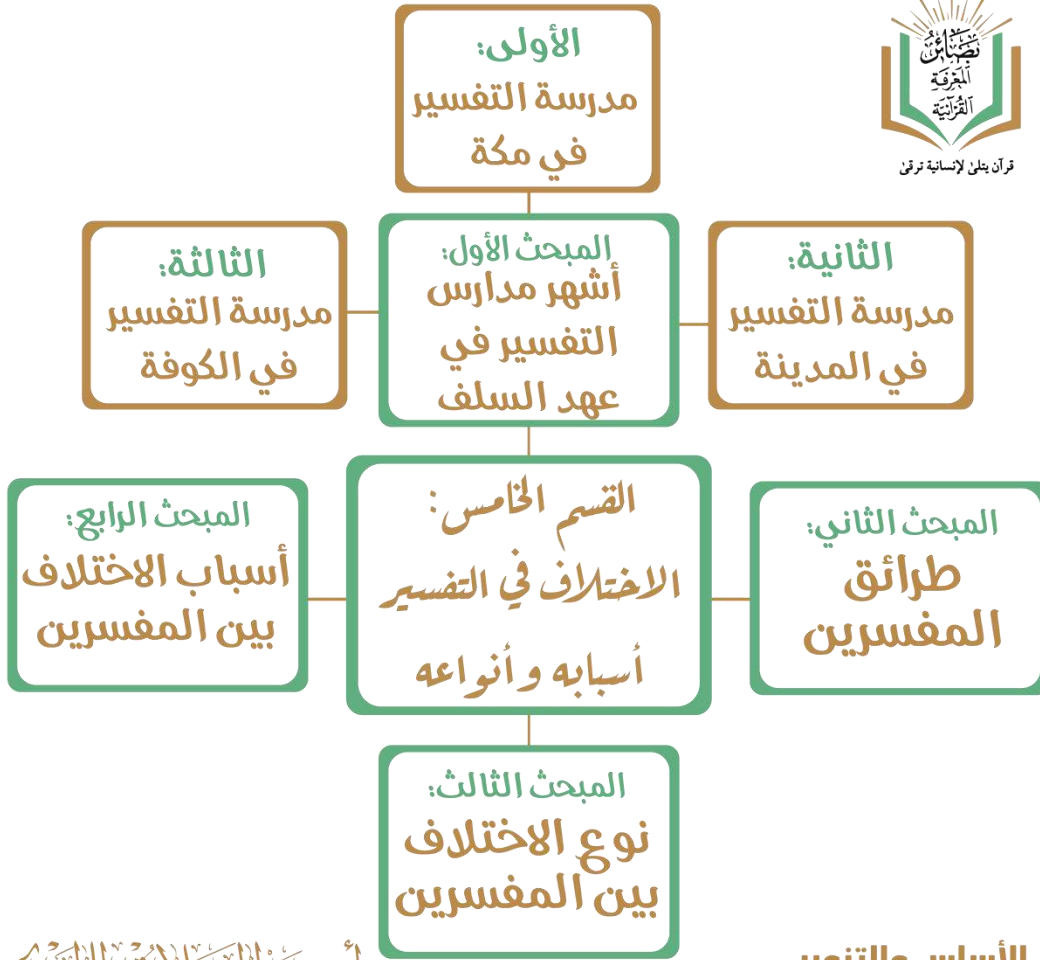 الأولى:
مدرسة التفسير
في مكة
بصائر
المعرفة
القرآنية
قرآن يتلى لإنسانية ترقى
الثانية:
مدرسة التفسير
في المدينة
المبحث الأول:
أشهر مدارس
التفسير في
عهد السلف
الثالثة:
مدرسة التفسير
في الكوفة
المبحث الثاني:
طرائق
المفسرين
القسم الخامس:
الاختلاف في التفسير
أسبابه وأنواعه
المبحث الرابع:
أسباب الاختلاف
بين المفسرين
المبحث الثالث:
نوع الاختلاف
بين المفسرين
الأساس والتنوير